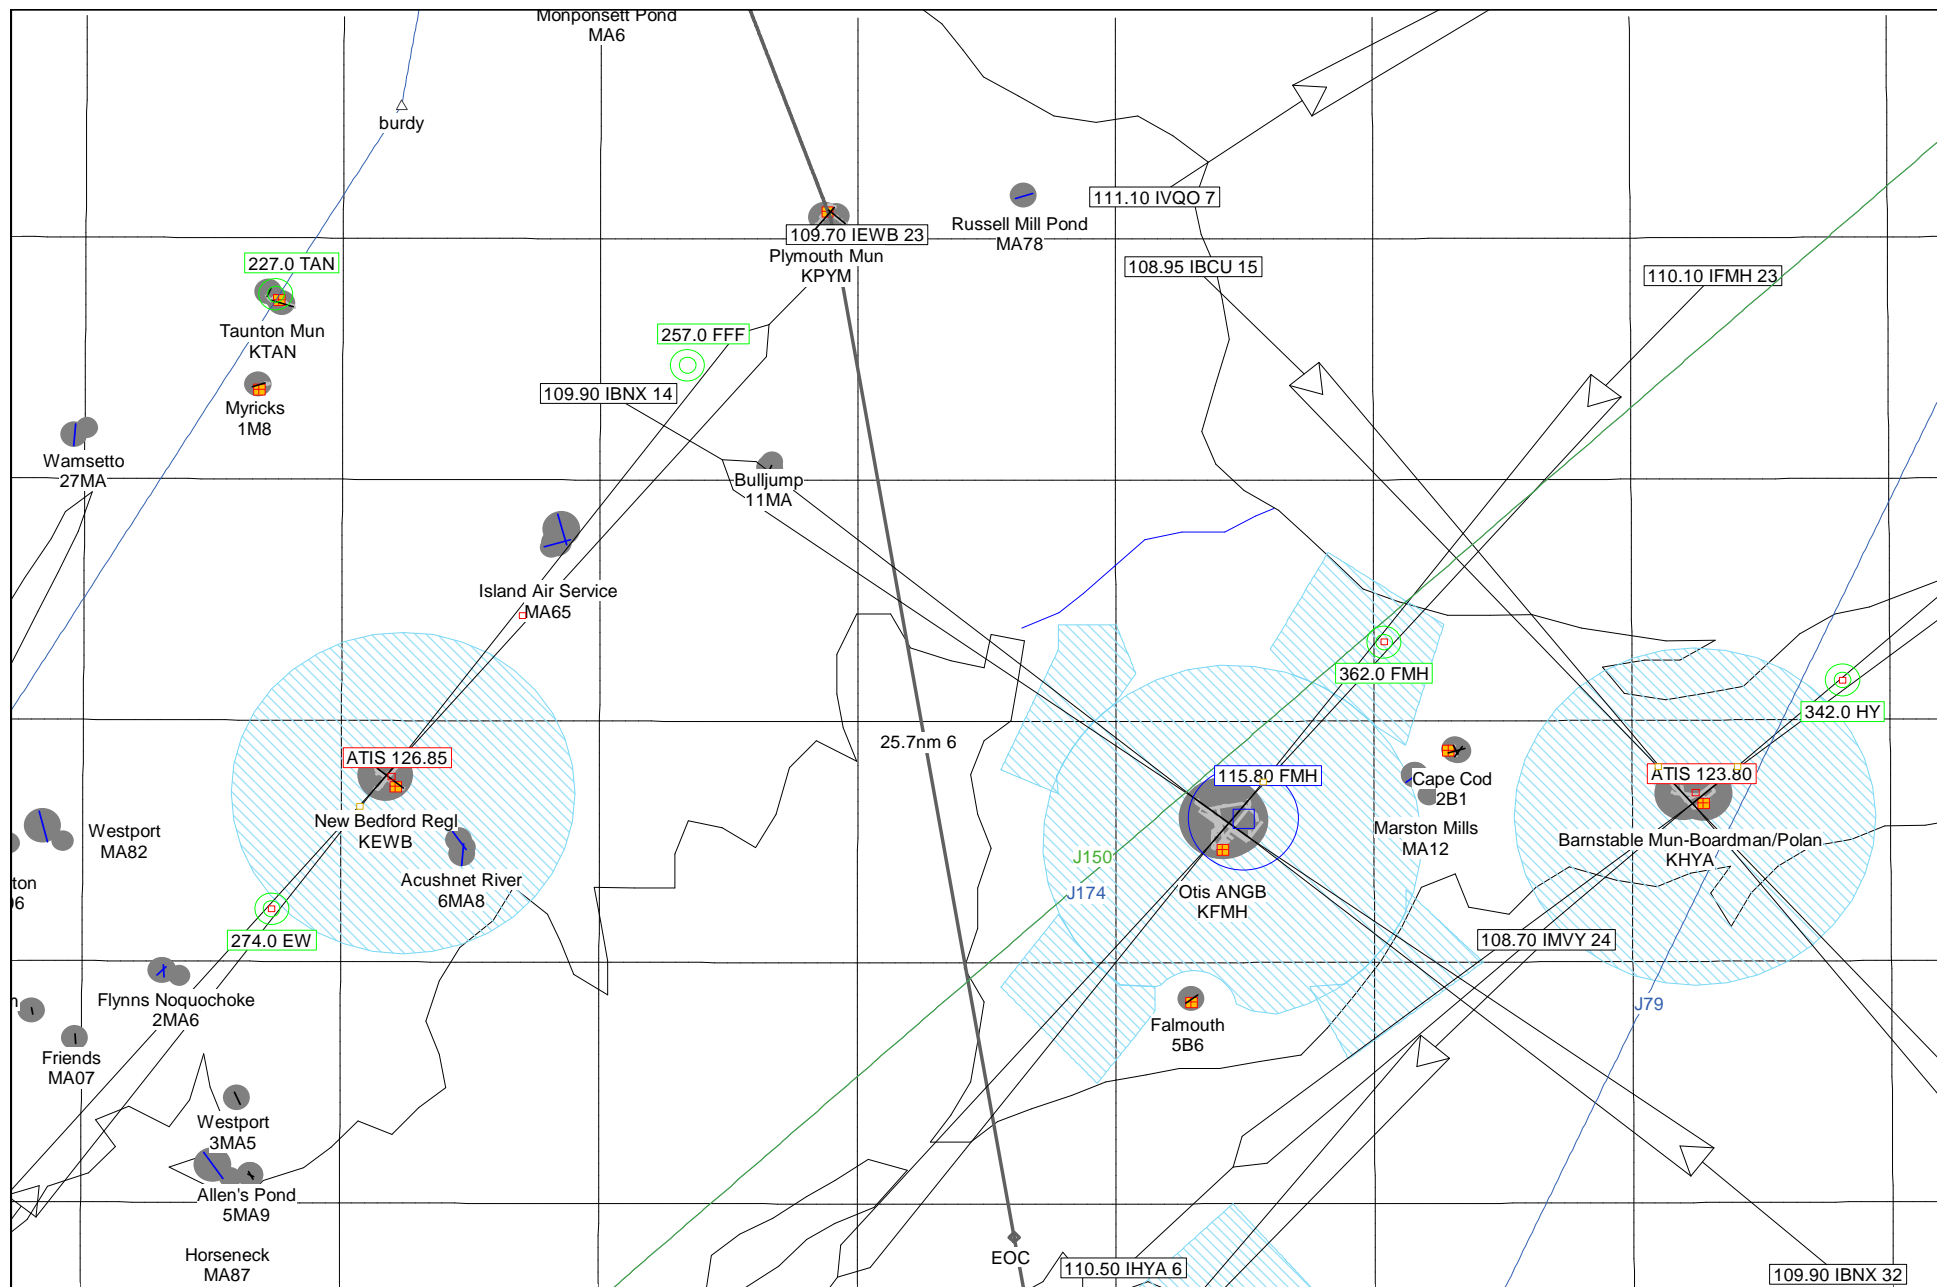 Monponsett Pond
MA6
burdy
111.10 IVQO 7
Russell Mill Pond
MA78
109.70 IEWB 23
Plymouth Mun
KPYM
227.0 TAN
108.95 IBCU 15
110.10 IFMH 23
Taunton Mun
KTAN
257.0 FFF
109.90 IBNX 14
Myricks
1M8
Wamsetto
27MA
Bulljump
11MA
Island Air Service
MA65
362.0 FMH
342.0 HY
25.7nm 6
ATIS 126.85
115.80 FMH
ATIS 123.80
Cape Cod
2B1
New Bedford Regl
KEWB
Westport
MA82
Marston Mills
MA12
Barnstable Mun-Boardman/Polan
KHYA
J150
J174
Acushnet River
6MA8
ton
06
Otis ANGB
KFMH
274.0 EW
108.70 IMVY 24
Flynns Noquochoke
2MA6
J79
Falmouth
5B6
Friends
MA07
Westport
3MA5
Allen's Pond
5MA9
Horseneck
MA87
EOC
110.50 IHYA 6
109.90 IBNX 32